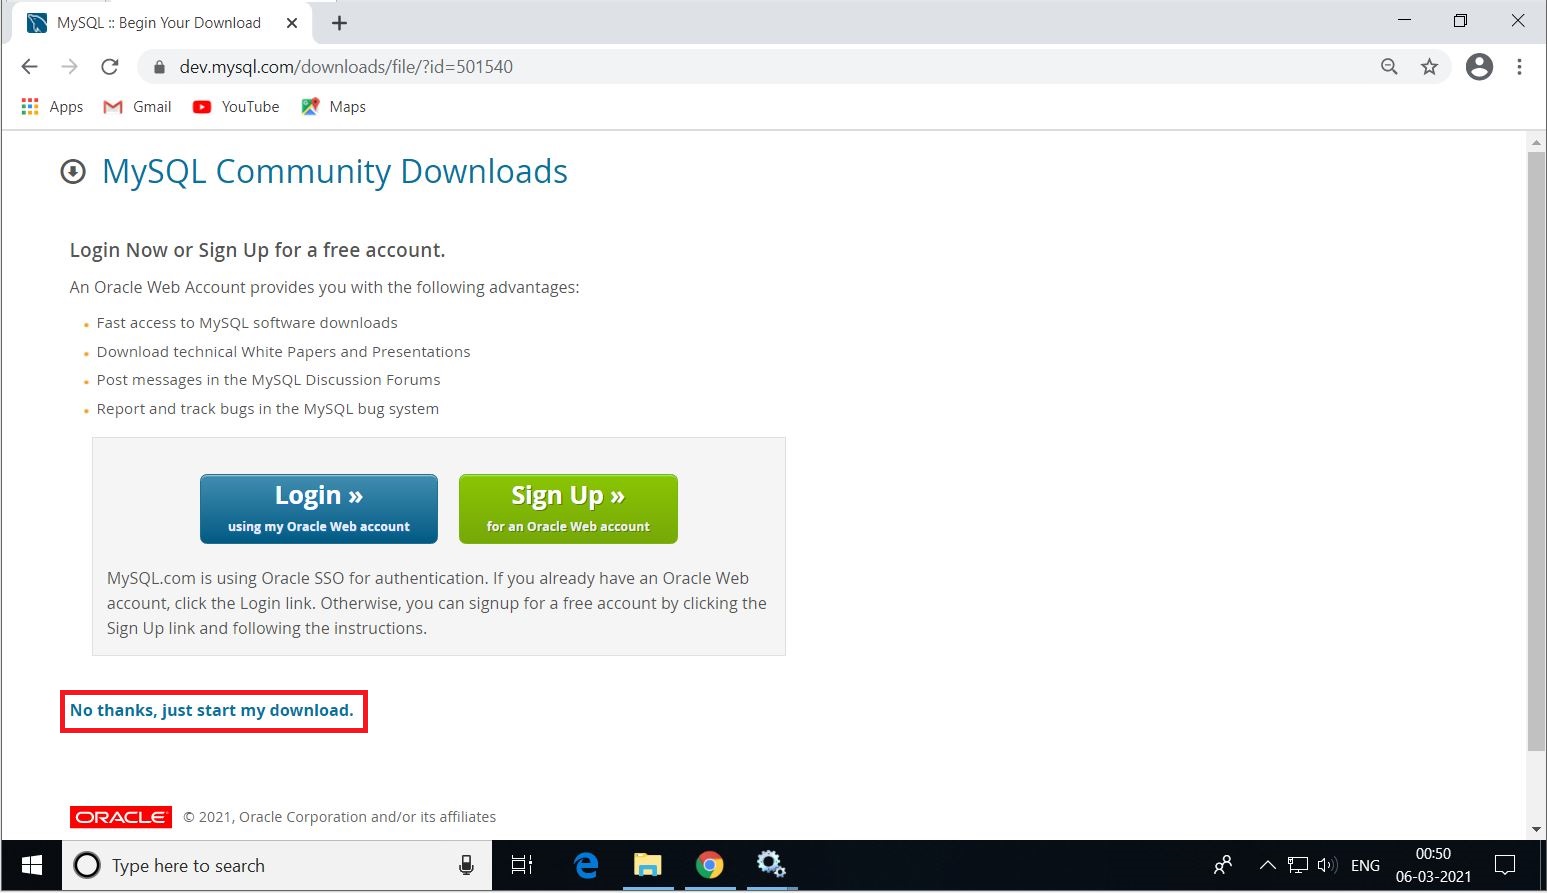 MySQL :: Begin Your Download
dev.mysql.com/downloads/file/?id=501540
Apps Gmail YouTube Maps
MySQL Community Downloads
Login Now or Sign Up for a free account.
An Oracle Web Account provides you with the following advantages:
Fast access to MySQL software downloads
Download technical White Papers and Presentations
Post messages in the MySQL Discussion Forums
Report and track bugs in the MySQL bug system
Login »
using my Oracle Web account
Sign Up »
for an Oracle Web account
MySQL.com is using Oracle SSO for authentication. If you already have an Oracle Web
account, click the Login link. Otherwise, you can signup for a free account by clicking the
Sign Up link and following the instructions.
No thanks, just start my download.
ORACLE © 2021, Oracle Corporation and/or its affiliates
Type here to search
ENG
00:50
06-03-2021